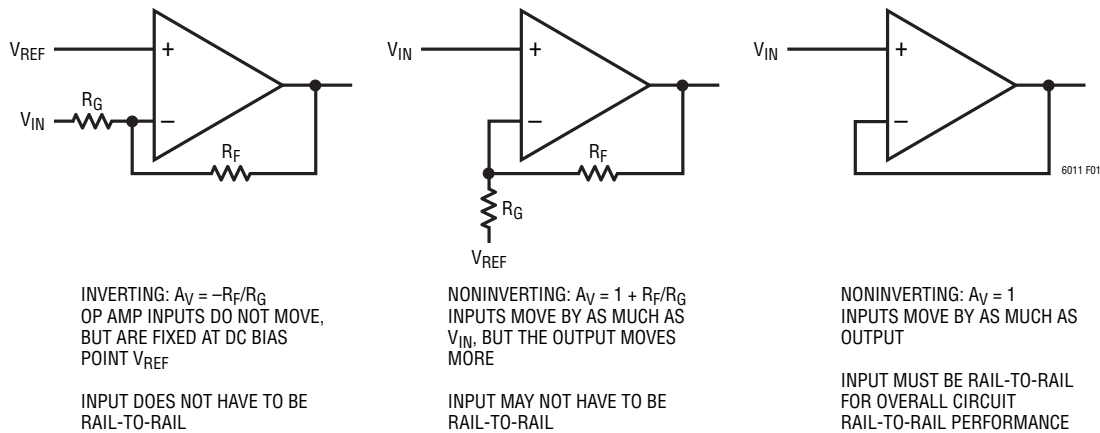 VREF
+
RG
VIN
–
RF
INVERTING: AV = –RF/RG
OP AMP INPUTS DO NOT MOVE,
BUT ARE FIXED AT DC BIAS
POINT VREF
INPUT DOES NOT HAVE TO BE
RAIL-TO-RAIL
VIN
+
–
RF
RG
VREF
NONINVERTING: AV = 1 + RF/RG
INPUTS MOVE BY AS MUCH AS
VIN, BUT THE OUTPUT MOVES
MORE
INPUT MAY NOT HAVE TO BE
RAIL-TO-RAIL
VIN
+
–
6011 F01
NONINVERTING: AV = 1
INPUTS MOVE BY AS MUCH AS
OUTPUT
INPUT MUST BE RAIL-TO-RAIL
FOR OVERALL CIRCUIT
RAIL-TO-RAIL PERFORMANCE